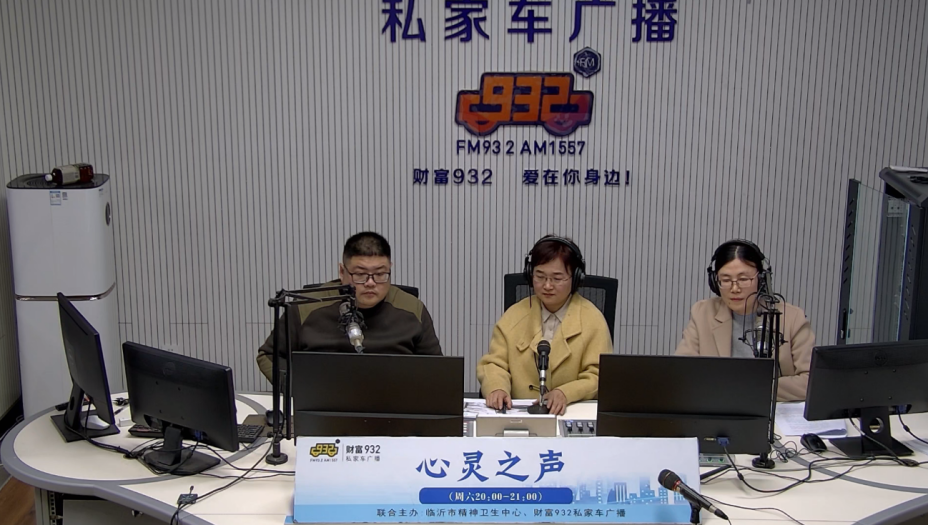 私家车广播
FM
932
FM93 2 AM1557
财富932 爱在你身边!
932
财富932
私家车广播
心灵之声
(周六20:00-21:00)
联合主办:临沂市精神卫生中心、财富932私家车广播